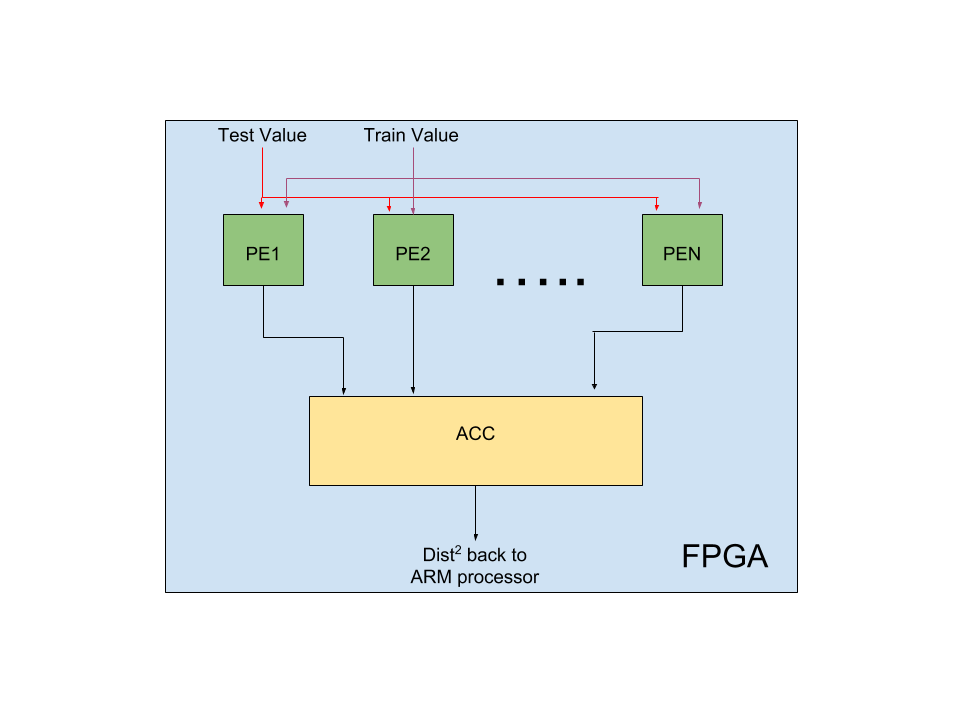 Test Value Train Value
PE1 PE2 PEN
.....
ACC
Dist² back to
ARM processor
FPGA